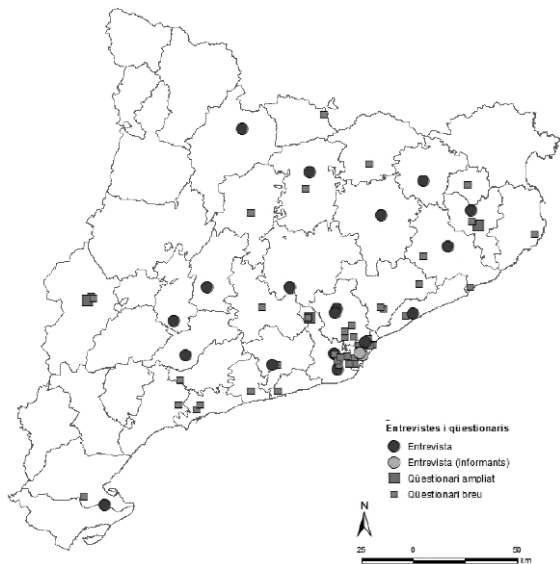 Entrevistes i qüestionaris
Entrevista
Entrevista (informants)
Qüestionari ampliat
Qüestionari breu
N
25 0 50
km